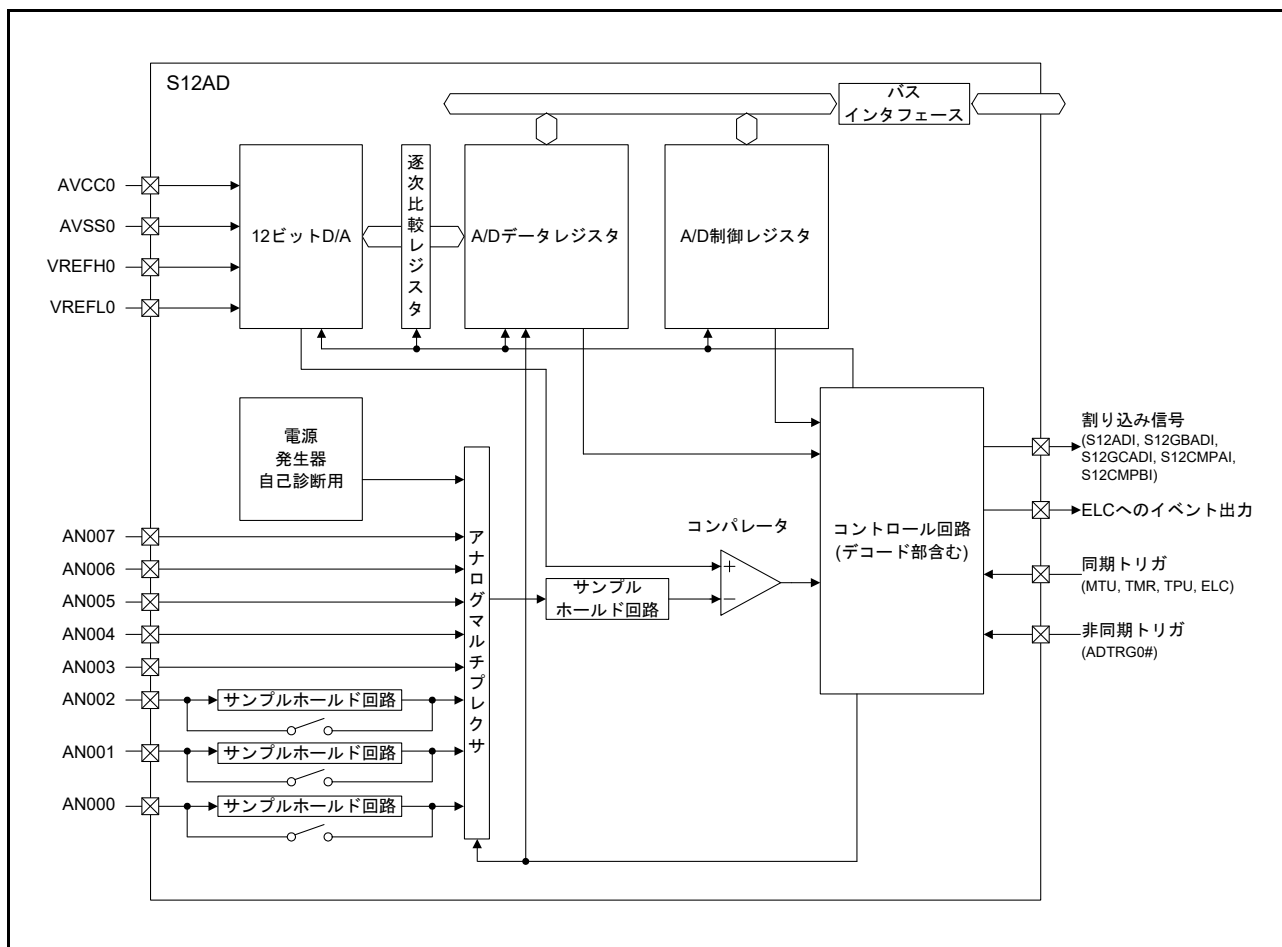 S12AD
バス
インタフェース
AVCC0
AVSS0
VREFH0
VREFL0
12ビットD/A
逐次比較レジスタ
A/Dデータレジスタ
A/D制御レジスタ
電源
発生器
自己診断用
AN007
AN006
AN005
AN004
AN003
AN002
AN001
AN000
サンプルホールド回路
サンプルホールド回路
サンプルホールド回路
アナログマルチプレクサ
サンプル
ホールド回路
コンパレータ
+
−
コントロール回路
(デコード部含む)
割り込み信号
(S12ADI, S12GBADI,
S12GCADI, S12CMPAI,
S12CMPBI)
ELCへのイベント出力
同期トリガ
(MTU, TMR, TPU, ELC)
非同期トリガ
(ADTRG0#)